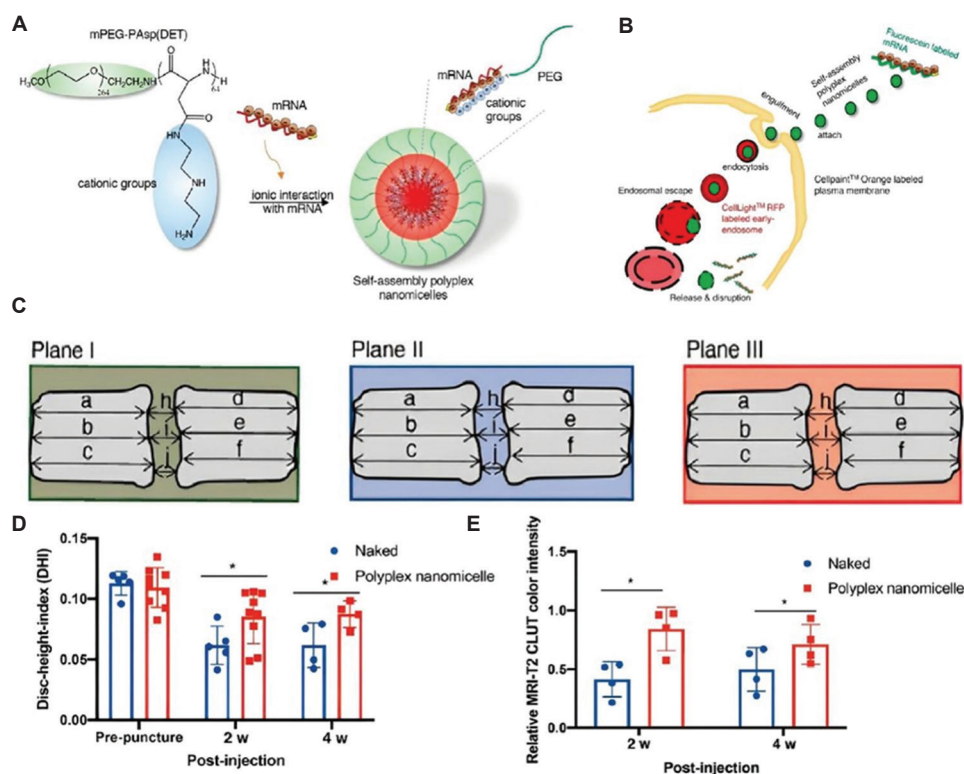 A
mPEG-PAsp(DET)
H₃C
O
O
264
CH₂CH₂NH
O
H
N
H
61
O
HN
NH
H₂N
cationic groups
mRNA
ionic interaction
with mRNA
mRNA
PEG
cationic
groups
Self-assembly polyplex
nanomicelles
B
Fluorescein labeled
mRNA
Self-assembly
polyplex
nanomicelles
engulfment
attach
endocytosis
Cellpaint™ Orange labeled
plasma membrane
Endosomal escape
CellLight™ RFP
labeled early-
endosome
Release & disruption
C
Plane I
a h d
b i e
c j f
Plane II
a h d
b i e
c j f
Plane III
a h d
b i e
c j f
D
Disc-height-index (DHI)
0.15
0.10
0.05
0.00
* *
Naked
Polyplex nanomicelle
Pre-puncture 2 w 4 w
Post-injection
E
Relative MRI-T2 CLUT color intensity
1.5
1.0
0.5
0.0
* *
Naked
Polyplex nanomicelle
2 w 4 w
Post-injection